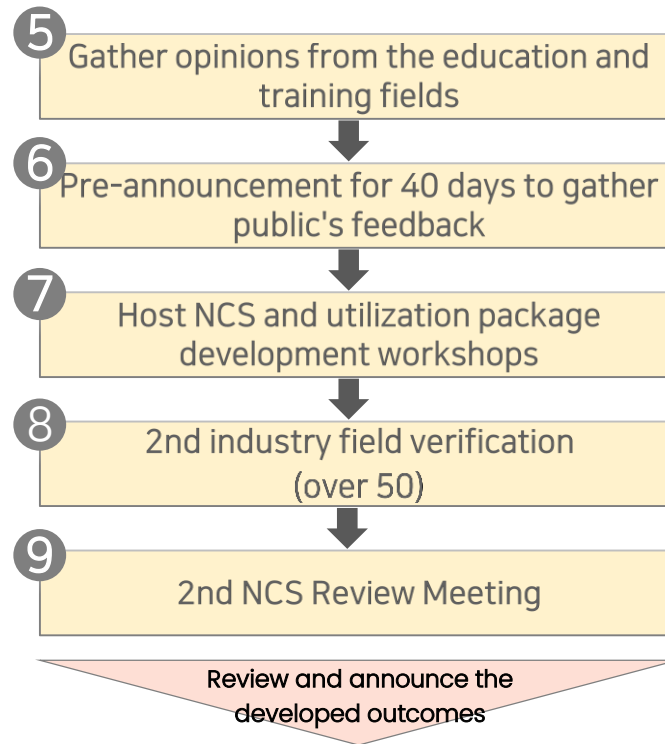 5
Gather opinions from the education and
training fields
6
Pre-announcement for 40 days to gather
public's feedback
7
Host NCS and utilization package
development workshops
8
2nd industry field verification
(over 50)
9
2nd NCS Review Meeting
Review and announce the
developed outcomes